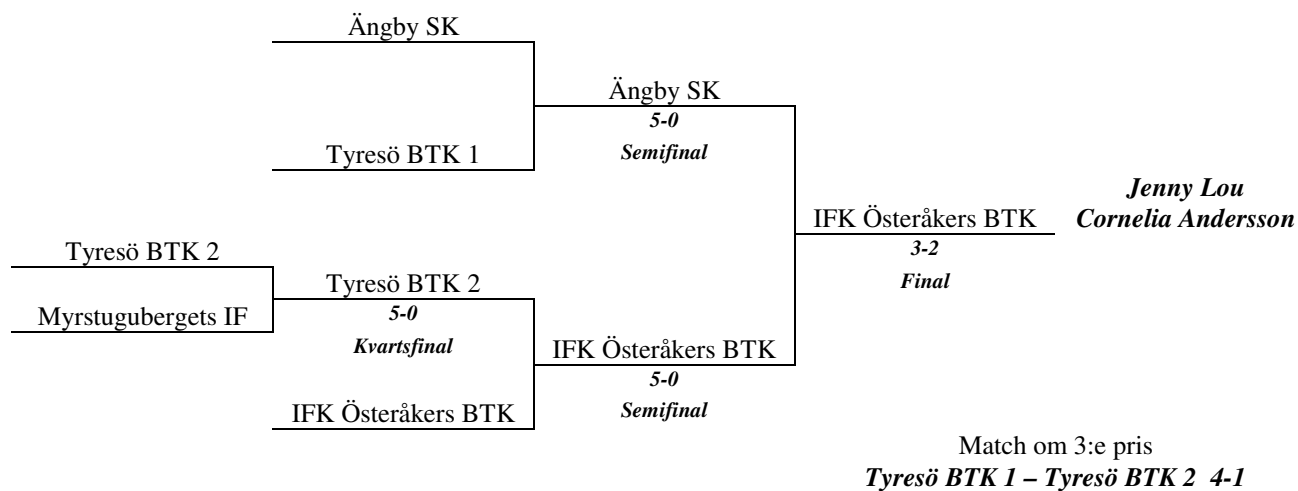 Ängby SK
Ängby SK
5-0
Semifinal
Tyresö BTK 1
Jenny Lou
Cornelia Andersson
IFK Österåkers BTK
3-2
Final
Tyresö BTK 2
Tyresö BTK 2
5-0
Kvartsfinal
Myrstugubergets IF
IFK Österåkers BTK
5-0
Semifinal
IFK Österåkers BTK
Match om 3:e pris
Tyresö BTK 1 – Tyresö BTK 2 4-1